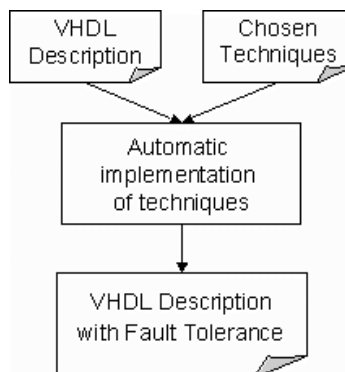 VHDL
Description
Chosen
Techniques
Automatic
implementation
of techniques
VHDL Description
with Fault Tolerance